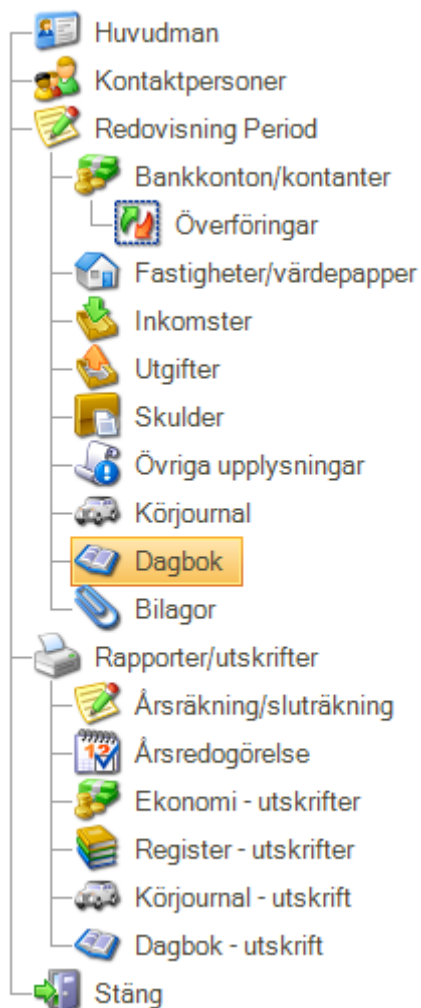 Huvudman
Kontaktpersoner
Redovisning Period
Bankkonton/kontanter
Överföringar
Fastigheter/värdepapper
Inkomster
Utgifter
Skulder
Övriga upplysningar
Körjournal
Dagbok
Bilagor
Rapporter/utskrifter
Årsräkning/sluträkning
Årsredogörelse
Ekonomi - utskrifter
Register - utskrifter
Körjournal - utskrift
Dagbok - utskrift
Stäng